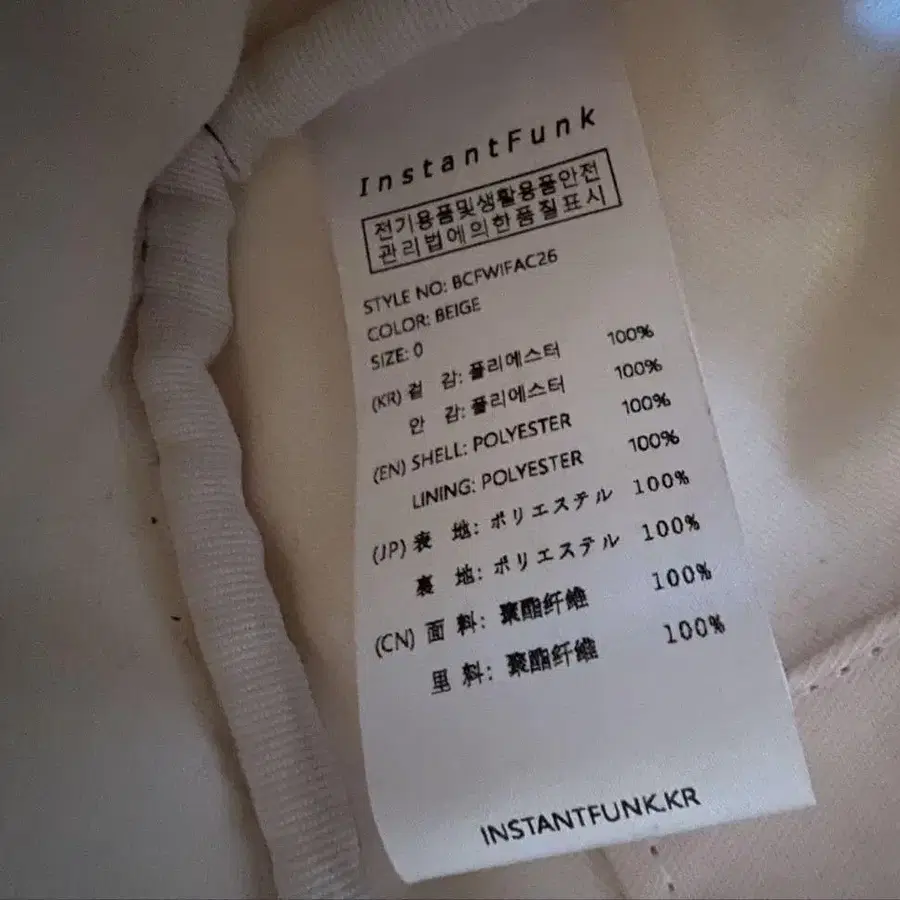 InstantFunk
전기용품및생활용품안전
관리법에의한품질표시
STYLE NO: BCFWIFAC26
COLOR: BEIGE
SIZE: 0
(KR) 겉 감: 폴리에스터 100%
안 감: 폴리에스터 100%
(EN) SHELL: POLYESTER 100%
LINING: POLYESTER 100%
(JP) 表 地: ポリエステル 100%
裏 地: ポリエステル 100%
(CN) 面 料: 聚酯纤维 100%
里 料: 聚酯纤维 100%
INSTANTFUNK.KR